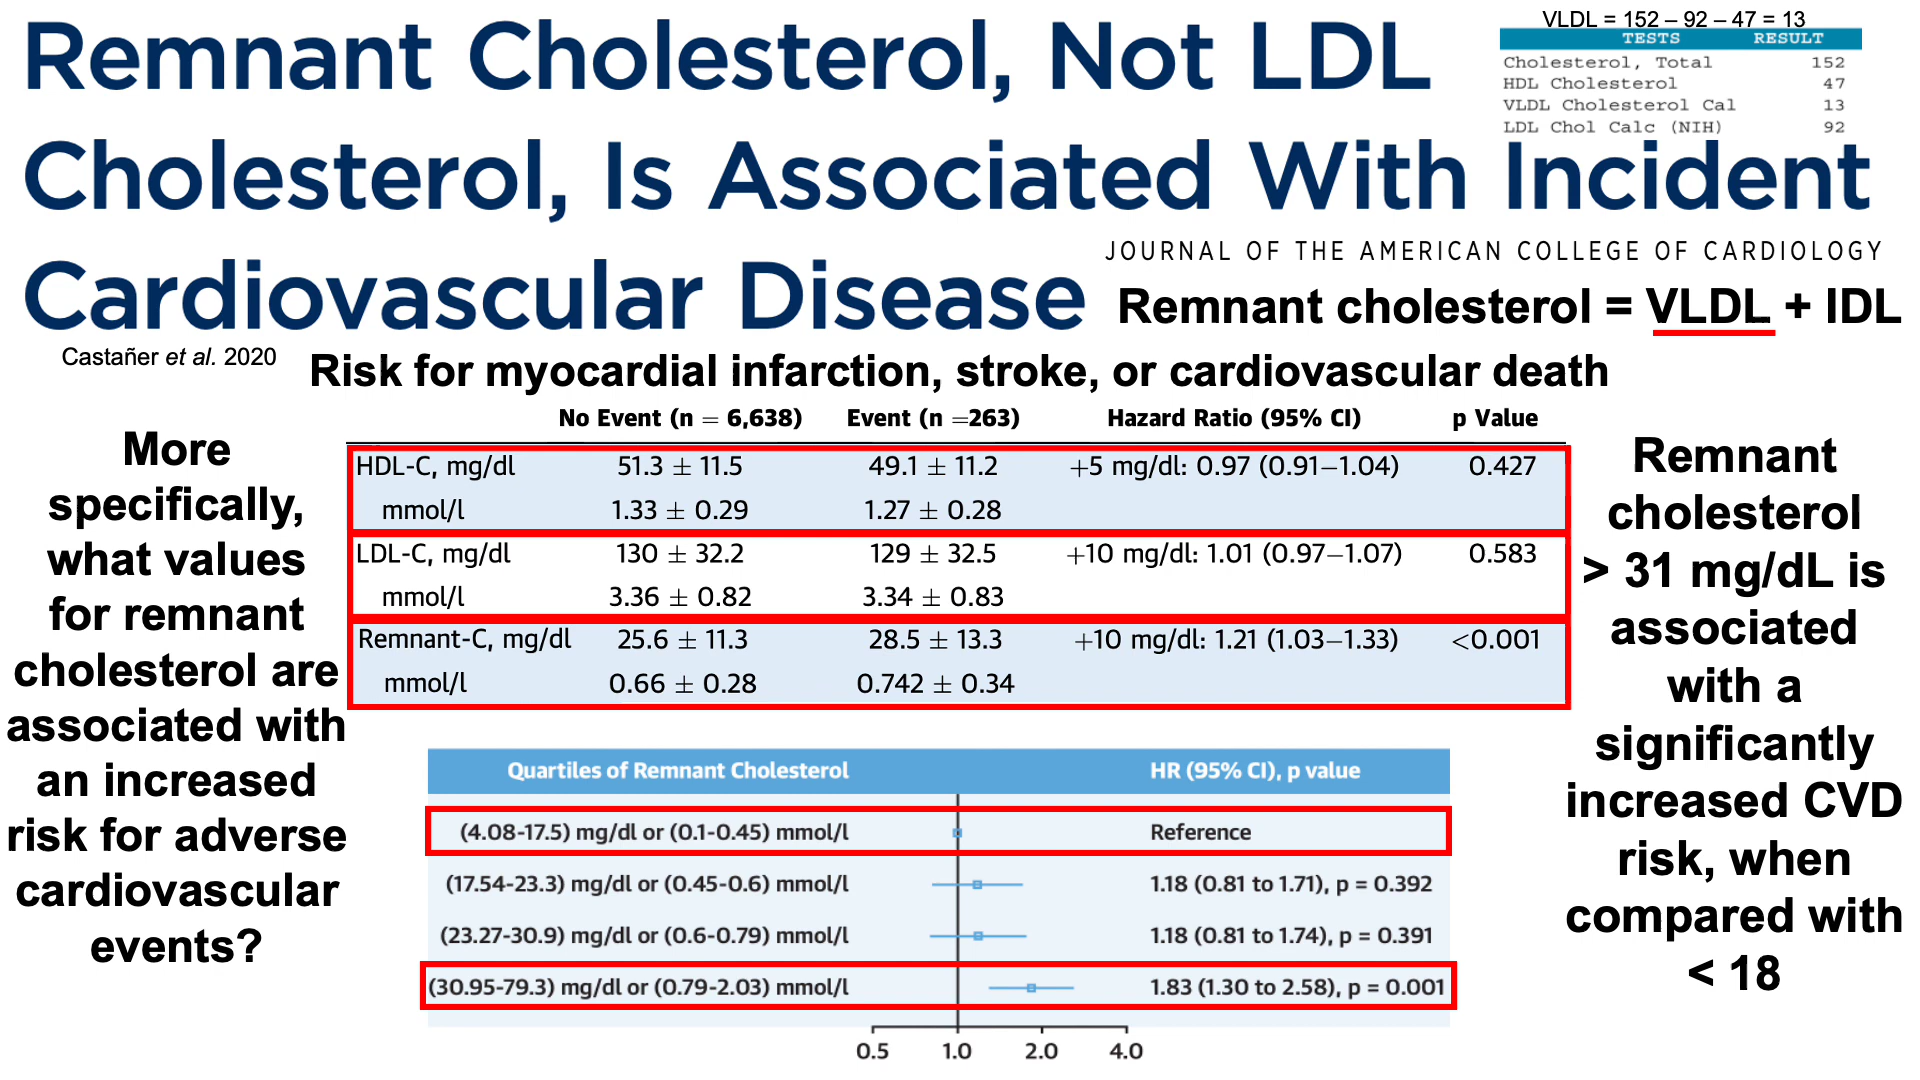 Remnant Cholesterol, Not LDL
Cholesterol, Is Associated With Incident
Cardiovascular Disease
VLDL = 152 – 92 – 47 = 13
TESTS RESULT
Cholesterol, Total 152
HDL Cholesterol 47
VLDL Cholesterol Cal 13
LDL Chol Calc (NIH) 92
JOURNAL OF THE AMERICAN COLLEGE OF CARDIOLOGY
Remnant cholesterol = VLDL + IDL
Castañer et al. 2020
Risk for myocardial infarction, stroke, or cardiovascular death
More
specifically,
what values
for remnant
cholesterol are
associated with
an increased
risk for adverse
cardiovascular
events?
No Event (n = 6,638) Event (n =263) Hazard Ratio (95% CI) p Value
HDL-C, mg/dl 51.3 ± 11.5 49.1 ± 11.2 +5 mg/dl: 0.97 (0.91–1.04) 0.427
mmol/l 1.33 ± 0.29 1.27 ± 0.28
LDL-C, mg/dl 130 ± 32.2 129 ± 32.5 +10 mg/dl: 1.01 (0.97–1.07) 0.583
mmol/l 3.36 ± 0.82 3.34 ± 0.83
Remnant-C, mg/dl 25.6 ± 11.3 28.5 ± 13.3 +10 mg/dl: 1.21 (1.03–1.33) <0.001
mmol/l 0.66 ± 0.28 0.742 ± 0.34
Quartiles of Remnant Cholesterol HR (95% CI), p value
(4.08-17.5) mg/dl or (0.1-0.45) mmol/l Reference
(17.54-23.3) mg/dl or (0.45-0.6) mmol/l 1.18 (0.81 to 1.71), p = 0.392
(23.27-30.9) mg/dl or (0.6-0.79) mmol/l 1.18 (0.81 to 1.74), p = 0.391
(30.95-79.3) mg/dl or (0.79-2.03) mmol/l 1.83 (1.30 to 2.58), p = 0.001
0.5 1.0 2.0 4.0
Remnant
cholesterol
> 31 mg/dL is
associated
with a
significantly
increased CVD
risk, when
compared with
< 18